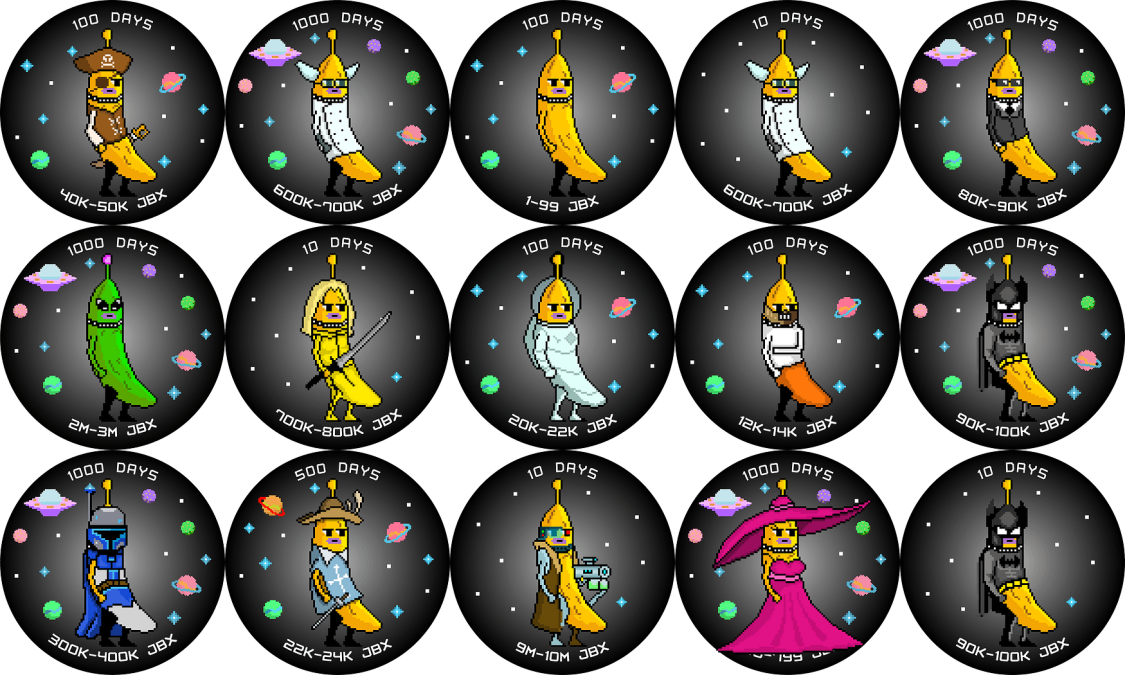 100 DAYS
40K-50K JBX
1000 DAYS
600K-700K JBX
100 DAYS
1-99 JBX
10 DAYS
600K-700K JBX
1000 DAYS
80K-90K JBX
1000 DAYS
2M-3M JBX
10 DAYS
700K-800K JBX
100 DAYS
20K-22K JBX
100 DAYS
12K-14K JBX
1000 DAYS
90K-100K JBX
1000 DAYS
300K-400K JBX
500 DAYS
22K-24K JBX
10 DAYS
9M-10M JBX
1000 DAYS
10 DAYS
90K-100K JBX